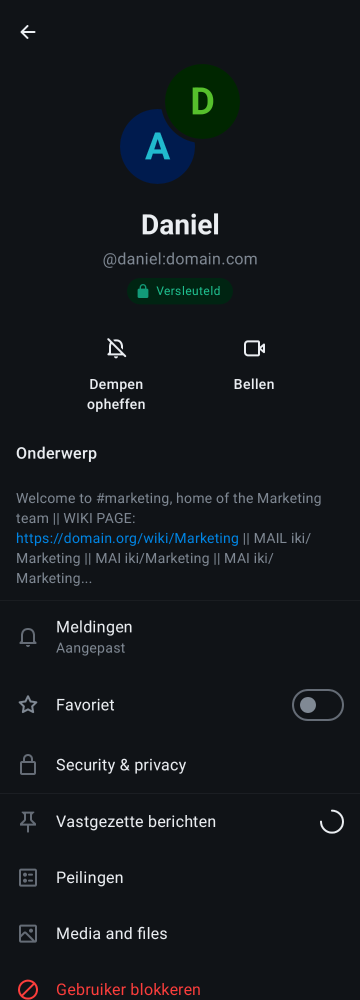 D
A
Daniel
@daniel:domain.com
Versleuteld
Dempen
opheffen
Bellen
Onderwerp
Welcome to #marketing, home of the Marketing
team || WIKI PAGE:
https://domain.org/wiki/Marketing || MAIL iki/
Marketing || MAI iki/Marketing || MAI iki/
Marketing...
Meldingen
Aangepast
Favoriet
Security & privacy
Vastgezette berichten
Peilingen
Media and files
Gebruiker blokkeren